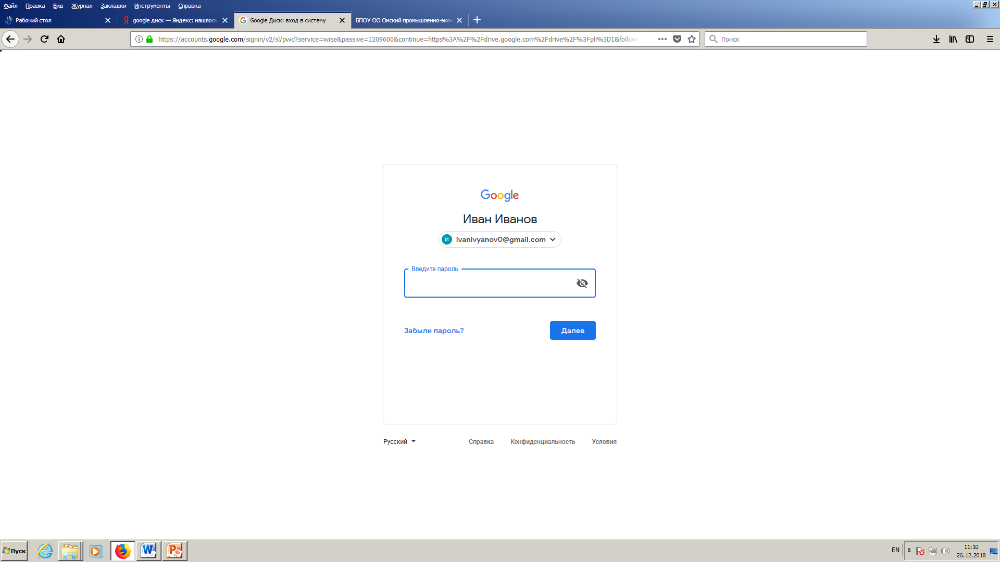 Файл Правка Вид Журнал Закладки Инструменты Справка
Рабочий стол
google диск — Яндекс: нашлось
Google Диск: вход в систему
БПОУ ОО Омский промышленно-экон
https://accounts.google.com/signin/v2/sl/pwd?service=wise&passive=1209600&continue=https%3A%2F%2Fdrive.google.com%2Fdrive%2F%3Fpli%3D1&follow
Поиск
Google
Иван Иванов
И ivanivyanov0@gmail.com
Введите пароль
Забыли пароль?
Далее
Русский
Справка
Конфиденциальность
Условия
Пуск
EN
11:10
26.12.2018